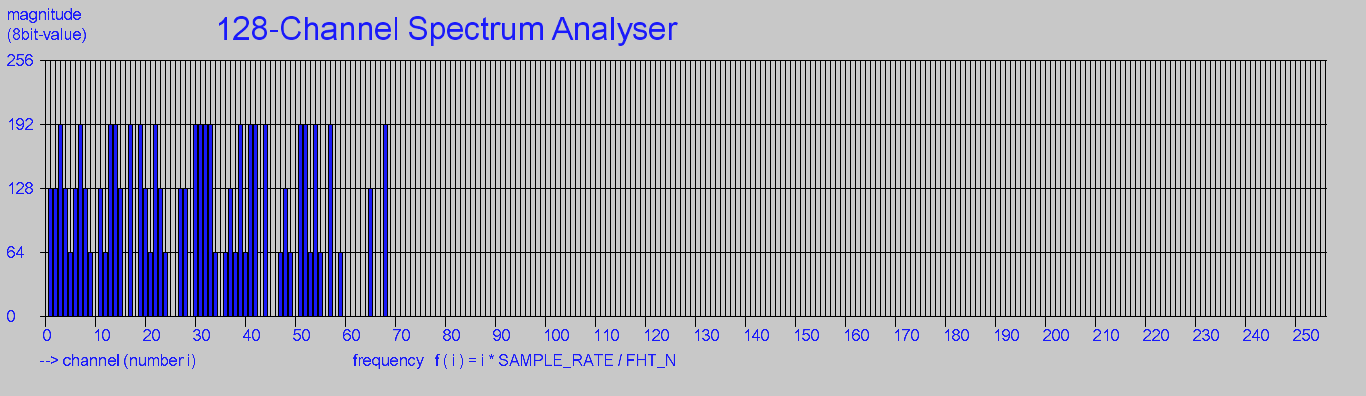 magnitude
(8bit-value)
128-Channel Spectrum Analyser
256
192
128
64
0
0 10 20 30 40 50 60 70 80 90 100 110 120 130 140 150 160 170 180 190 200 210 220 230 240 250
--> channel (number i)
frequency f ( i ) = i * SAMPLE_RATE / FHT_N